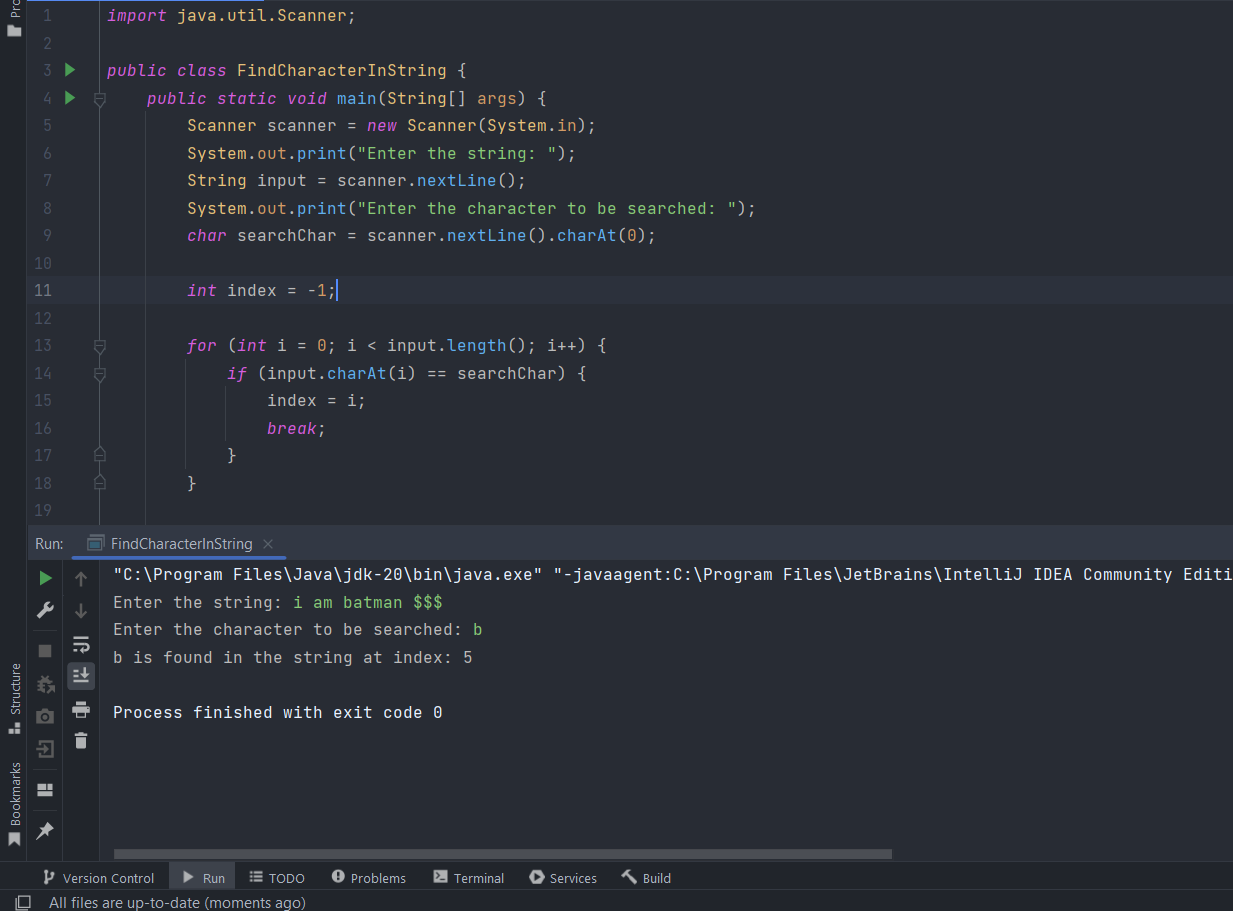 Pro
1 import java.util.Scanner;
2
3 public class FindCharacterInString {
4 public static void main(String[] args) {
5 Scanner scanner = new Scanner(System.in);
6 System.out.print("Enter the string: ");
7 String input = scanner.nextLine();
8 System.out.print("Enter the character to be searched: ");
9 char searchChar = scanner.nextLine().charAt(0);
10
11 int index = -1;
12
13 for (int i = 0; i < input.length(); i++) {
14 if (input.charAt(i) == searchChar) {
15 index = i;
16 break;
17 }
18 }
19
Run: FindCharacterInString
"C:\Program Files\Java\jdk-20\bin\java.exe" "-javaagent:C:\Program Files\JetBrains\IntelliJ IDEA Community Editi
Enter the string: i am batman $$$
Enter the character to be searched: b
b is found in the string at index: 5
Process finished with exit code 0
Structure
Bookmarks
Version Control Run TODO Problems Terminal Services Build
All files are up-to-date (moments ago)